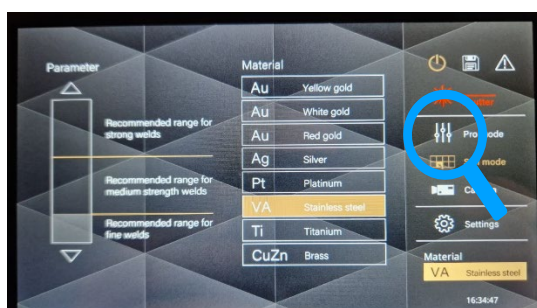 Parameter
Recommended range for
strong welds
Recommended range for
medium strength welds
Recommended range for
fine welds
Material
Au Yellow gold
Au White gold
Au Red gold
Ag Silver
Pt Platinum
VA Stainless steel
Ti Titanium
CuZn Brass
mode
mode
Settings
Material
VA Stainless steel
16:34:47